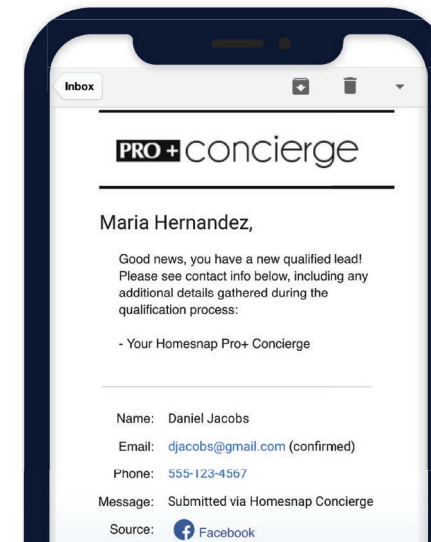 Inbox
PRO + concierge
Maria Hernandez,
Good news, you have a new qualified lead!
Please see contact info below, including any
additional details gathered during the
qualification process:
- Your Homesnap Pro+ Concierge
Name: Daniel Jacobs
Email: djacobs@gmail.com (confirmed)
Phone: 555-123-4567
Message: Submitted via Homesnap Concierge
Source: Facebook